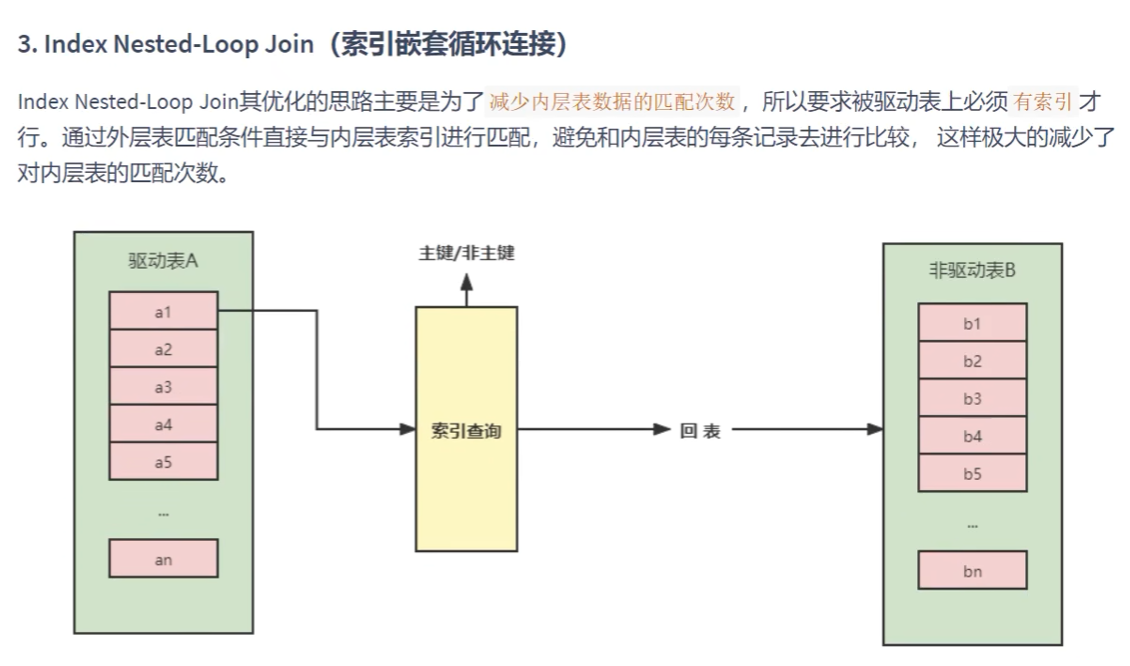 3. Index Nested-Loop Join（索引嵌套循环连接）
Index Nested-Loop Join其优化的思路主要是为了 减少内层表数据的匹配次数 ，所以要求被驱动表上必须 有索引 才
行。通过外层表匹配条件直接与内层表索引进行匹配，避免和内层表的每条记录去进行比较， 这样极大的减少了
对内层表的匹配次数。
驱动表A
a1
a2
a3
a4
a5
...
an
主键/非主键
索引查询
回 表
非驱动表B
b1
b2
b3
b4
b5
...
bn